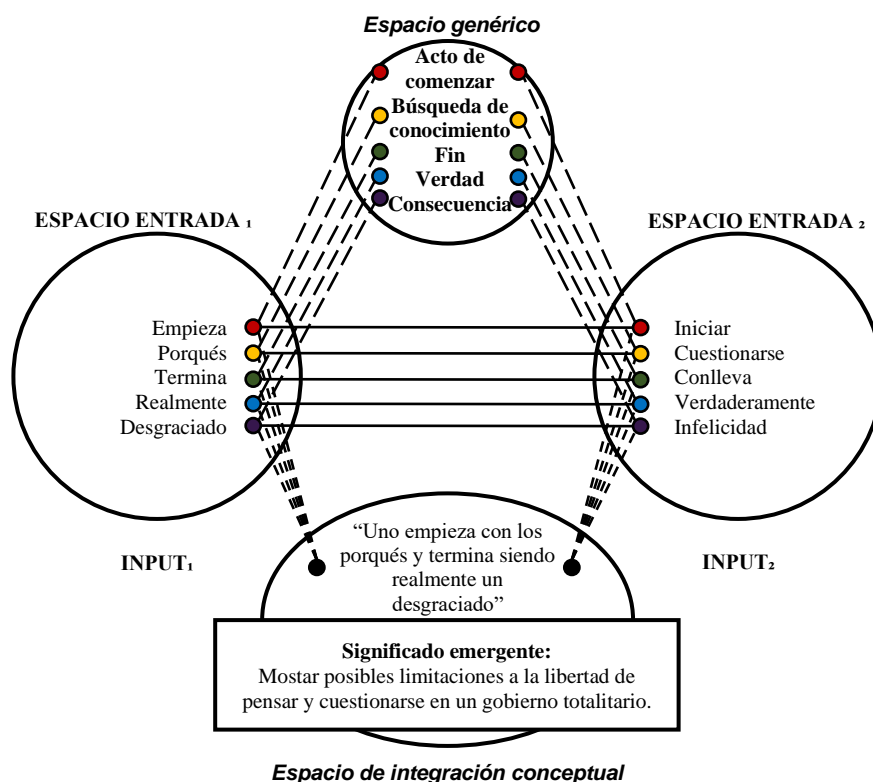 Espacio genérico
Acto de
comenzar
Búsqueda de
conocimiento
Fin
Verdad
Consecuencia
ESPACIO ENTRADA ₁
ESPACIO ENTRADA ₂
Empieza
Porqués
Termina
Realmente
Desgraciado
Iniciar
Cuestionarse
Conlleva
Verdaderamente
Infelicidad
INPUT₁
INPUT₂
“Uno empieza con los
porqués y termina siendo
realmente un
desgraciado”
Significado emergente:
Mostar posibles limitaciones a la libertad de
pensar y cuestionarse en un gobierno totalitario.
Espacio de integración conceptual